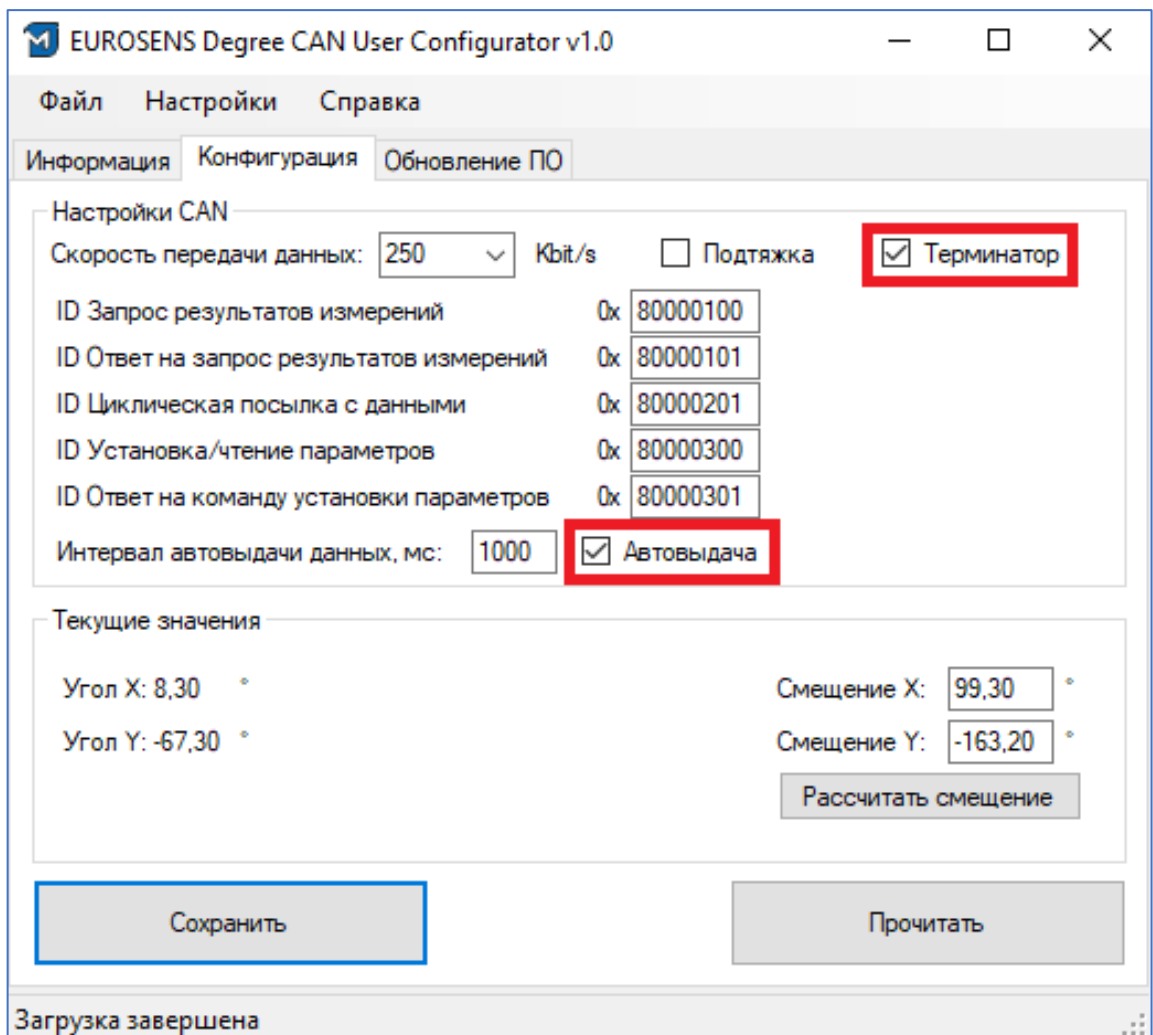 EUROSENS Degree CAN User Configurator v1.0
Файл Настройки Справка
Информация Конфигурация Обновление ПО
Настройки CAN
Скорость передачи данных: 250 Kbit/s Подтяжка Терминатор
ID Запрос результатов измерений 0x 80000100
ID Ответ на запрос результатов измерений 0x 80000101
ID Циклическая посылка с данными 0x 80000201
ID Установка/чтение параметров 0x 80000300
ID Ответ на команду установки параметров 0x 80000301
Интервал автовыдачи данных, мс: 1000 Автовыдача
Текущие значения
Угол X: 8,30 ° Смещение X: 99,30 °
Угол Y: -67,30 ° Смещение Y: -163,20 °
Рассчитать смещение
Сохранить Прочитать
Загрузка завершена